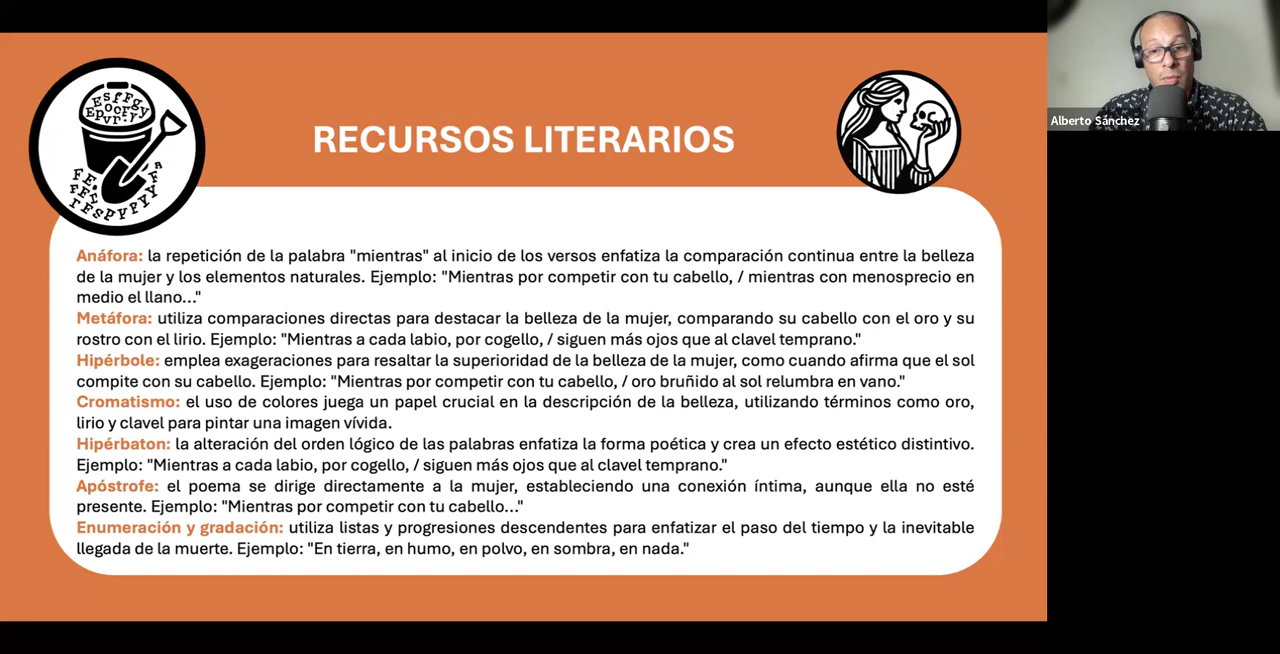 RECURSOS LITERARIOS
Anáfora: la repetición de la palabra "mientras" al inicio de los versos enfatiza la comparación continua entre la belleza
de la mujer y los elementos naturales. Ejemplo: "Mientras por competir con tu cabello, / mientras con menosprecio en
medio el llano..."
Metáfora: utiliza comparaciones directas para destacar la belleza de la mujer, comparando su cabello con el oro y su
rostro con el lirio. Ejemplo: "Mientras a cada labio, por cogello, / siguen más ojos que al clavel temprano."
Hipérbole: emplea exageraciones para resaltar la superioridad de la belleza de la mujer, como cuando afirma que el sol
compite con su cabello. Ejemplo: "Mientras por competir con tu cabello, / oro bruñido al sol relumbra en vano."
Cromatismo: el uso de colores juega un papel crucial en la descripción de la belleza, utilizando términos como oro,
lirio y clavel para pintar una imagen vívida.
Hipérbaton: la alteración del orden lógico de las palabras enfatiza la forma poética y crea un efecto estético distintivo.
Ejemplo: "Mientras a cada labio, por cogello, / siguen más ojos que al clavel temprano."
Apóstrofe: el poema se dirige directamente a la mujer, estableciendo una conexión íntima, aunque ella no esté
presente. Ejemplo: "Mientras por competir con tu cabello..."
Enumeración y gradación: utiliza listas y progresiones descendentes para enfatizar el paso del tiempo y la inevitable
llegada de la muerte. Ejemplo: "En tierra, en humo, en polvo, en sombra, en nada."
Alberto Sánchez